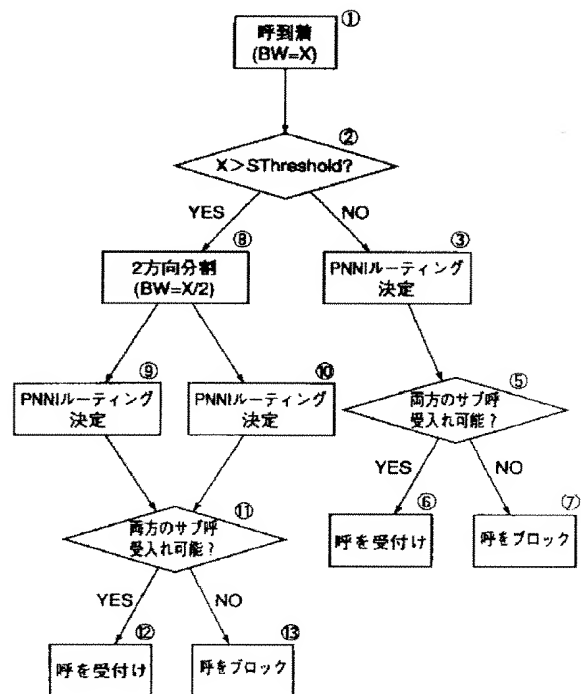 ①
呼到着
(BW=X)
②
X＞SThreshold?
YES
NO
⑧
2方向分割
(BW=X/2)
③
PNNIルーティング
決定
⑨
PNNIルーティング
決定
⑩
PNNIルーティング
決定
⑤
両方のサブ呼
受入れ可能？
YES
NO
⑥
呼を受付け
⑦
呼をブロック
⑪
両方のサブ呼
受入れ可能？
YES
NO
⑫
呼を受付け
⑬
呼をブロック